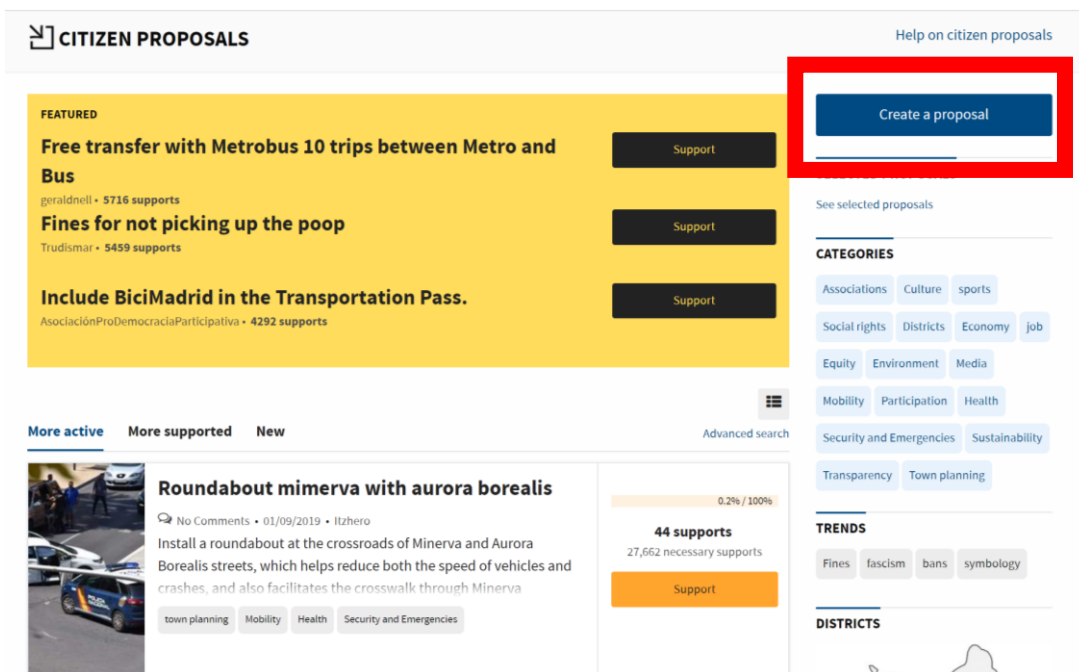 CITIZEN PROPOSALS
Help on citizen proposals
FEATURED
Free transfer with Metrobus 10 trips between Metro and
Bus
geraldnell • 5716 supports
Support
Fines for not picking up the poop
Trudismar • 5459 supports
Support
Include BiciMadrid in the Transportation Pass.
AsociaciónProDemocraciaParticipativa • 4292 supports
Support
More active
More supported
New
Advanced search
Roundabout mimerva with aurora borealis
No Comments • 01/09/2019 • Itzhero
Install a roundabout at the crossroads of Minerva and Aurora
Borealis streets, which helps reduce both the speed of vehicles and
crashes, and also facilitates the crosswalk through Minerva
town planning
Mobility
Health
Security and Emergencies
0.2% / 100%
44 supports
27,662 necessary supports
Support
Create a proposal
See selected proposals
CATEGORIES
Associations Culture sports
Social rights Districts Economy job
Equity Environment Media
Mobility Participation Health
Security and Emergencies Sustainability
Transparency Town planning
TRENDS
Fines fascism bans symbology
DISTRICTS